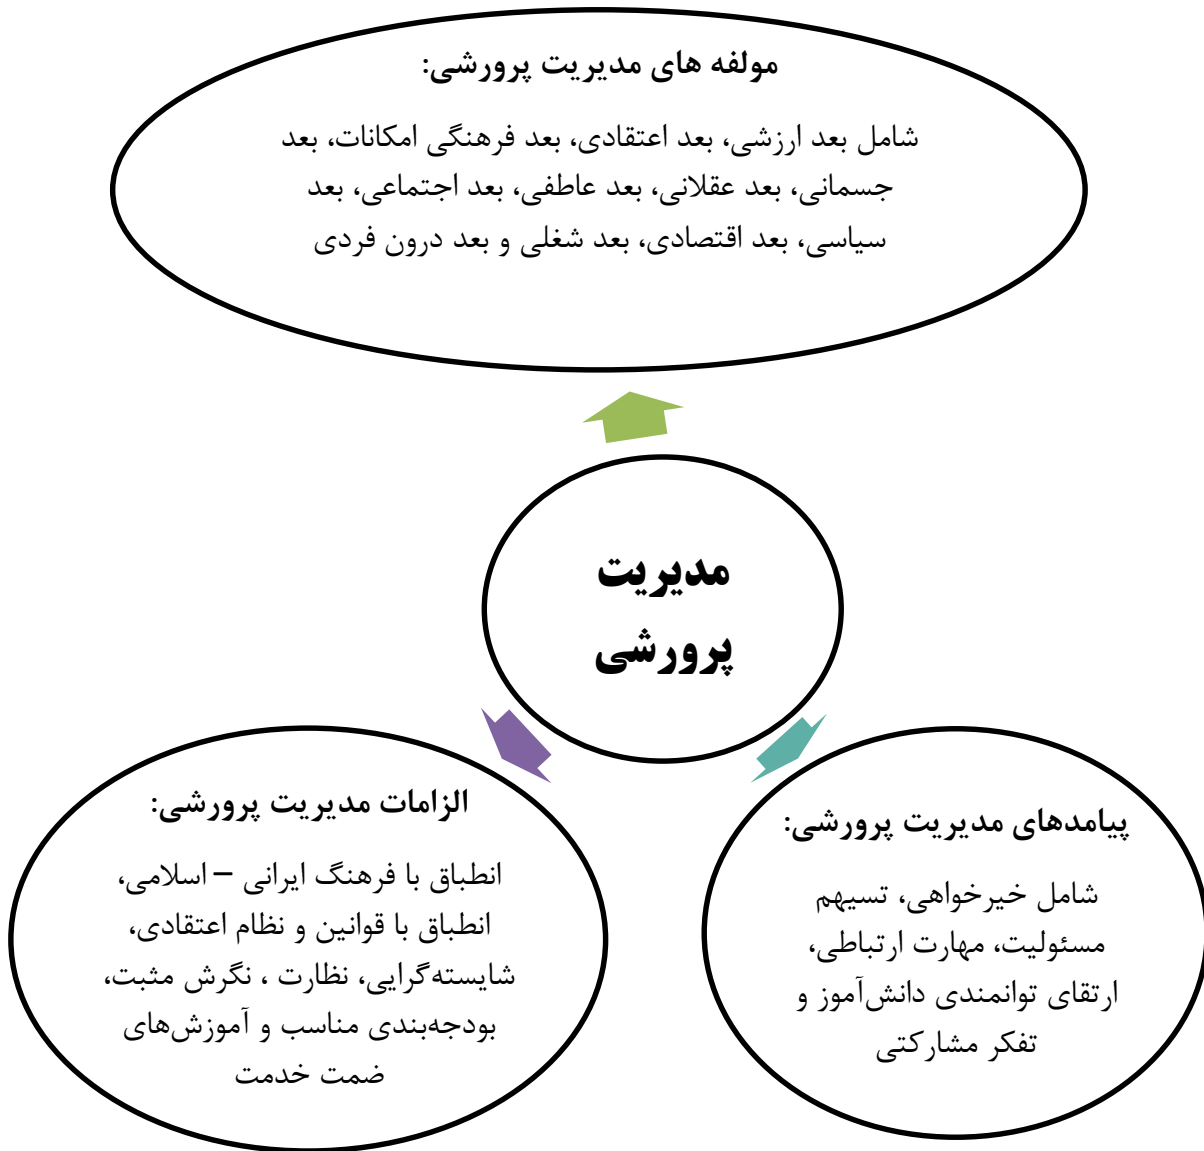 مولفه های مدیریت پرورشی:
شامل بعد ارزشی، بعد اعتقادی، بعد فرهنگی امکانات، بعد
جسمانی، بعد عقلانی، بعد عاطفی، بعد اجتماعی، بعد
سیاسی، بعد اقتصادی، بعد شغلی و بعد درون فردی
مدیریت
پرورشی
پیامدهای مدیریت پرورشی:
شامل خیرخواهی، تسیهم
مسئولیت، مهارت ارتباطی،
ارتقای توانمندی دانش‌آموز و
تفکر مشارکتی
الزامات مدیریت پرورشی:
انطباق با فرهنگ ایرانی – اسلامی،
انطباق با قوانین و نظام اعتقادی،
شایسته‌گرایی، نظارت ، نگرش مثبت،
بودجه‌بندی مناسب و آموزش‌های
ضمت خدمت